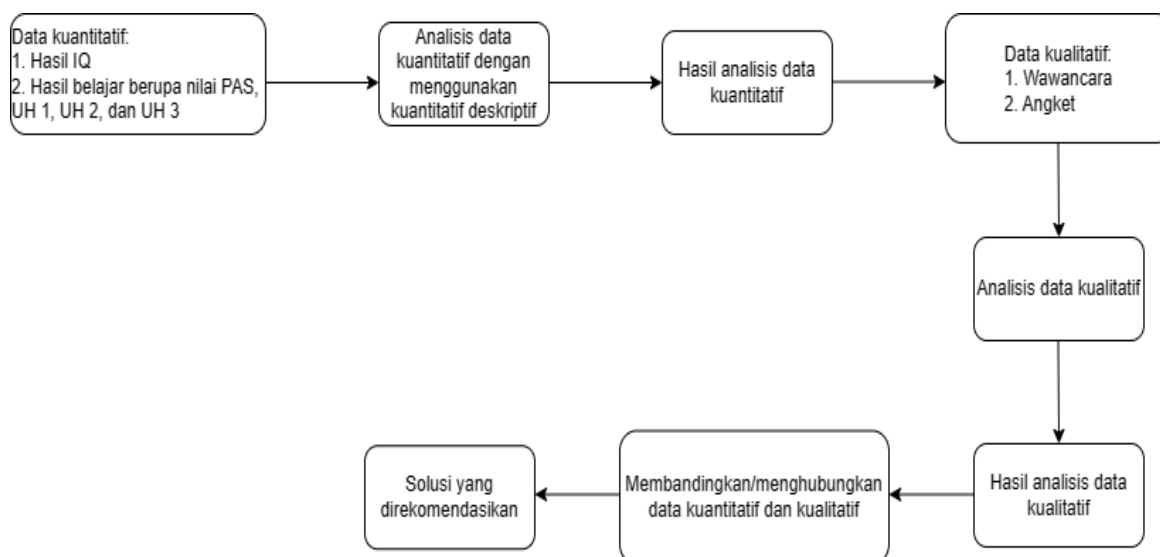 Data kuantitatif:
1. Hasil IQ
2. Hasil belajar berupa nilai PAS,
UH 1, UH 2, dan UH 3
Analisis data
kuantitatif dengan
menggunakan
kuantitatif deskriptif
Hasil analisis data
kuantitatif
Data kualitatif:
1. Wawancara
2. Angket
Analisis data kualitatif
Hasil analisis data
kualitatif
Membandingkan/menghubungkan
data kuantitatif dan kualitatif
Solusi yang
direkomendasikan